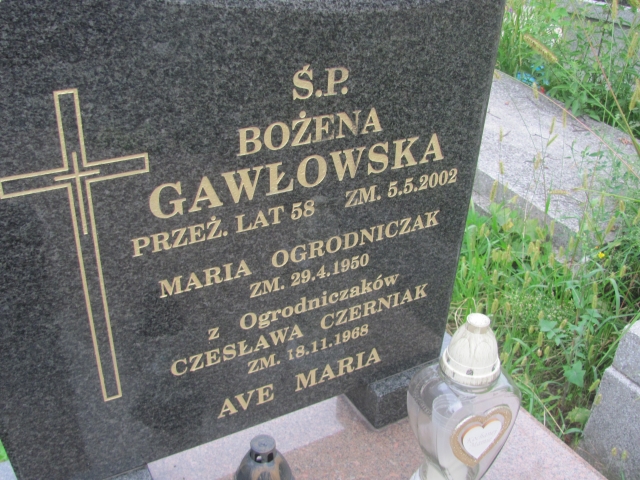 Ś.P.
BOŻENA
GAWŁOWSKA
PRZEŻ. LAT 58 ZM. 5.5.2002
MARIA OGRODNICZAK
ZM. 29.4.1950
z Ogrodniczaków
CZESŁAWA CZERNIAK
ZM. 18.11.1968
AVE MARIA